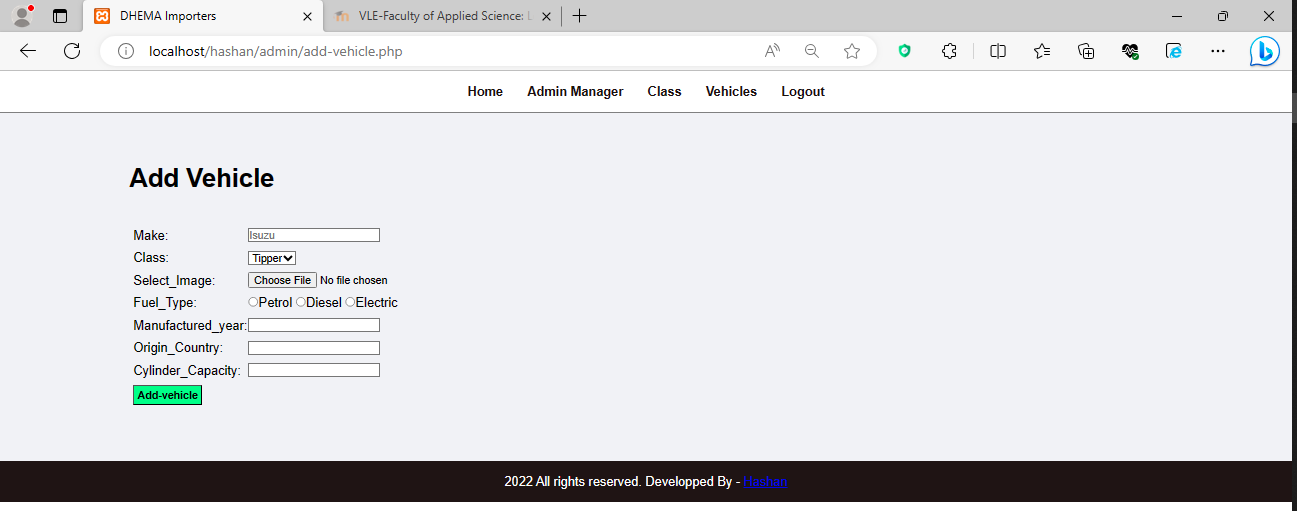 DHEMA Importers
VLE-Faculty of Applied Science:
localhost/hashan/admin/add-vehicle.php
Home Admin Manager Class Vehicles Logout
Add Vehicle
Make: Isuzu
Class: Tipper
Select_Image: Choose File No file chosen
Fuel_Type: Petrol Diesel Electric
Manufactured_year:
Origin_Country:
Cylinder_Capacity:
Add-vehicle
2022 All rights reserved. Developped By - Hashan